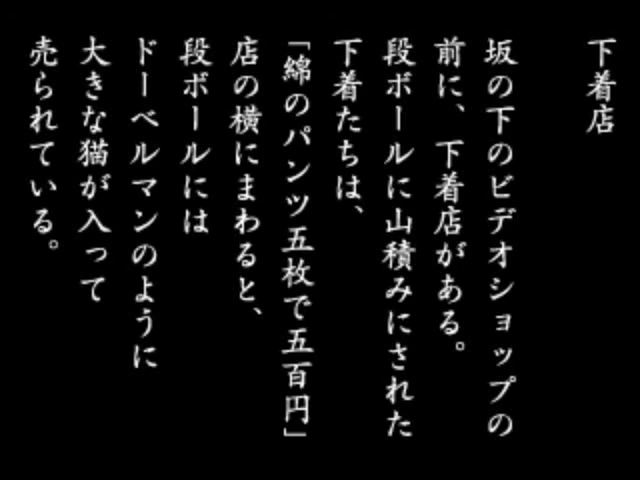 下着店
坂の下のビデオショップの
前に、下着店がある。
段ボールに山積みにされた
下着たちは、
「綿のパンツ五枚で五百円」
店の横にまわると、
段ボールには
ドーベルマンのように
大きな猫が入って
売られている。